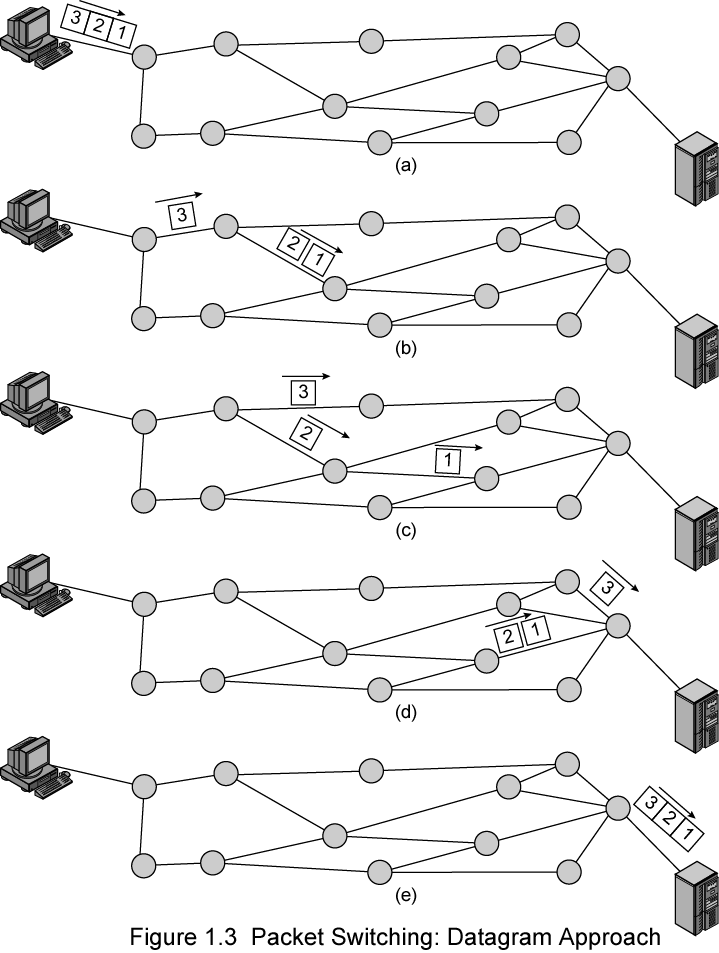 3 2 1
(a)
3
2 1
(b)
3
2
1
(c)
3
2 1
(d)
3 2 1
(e)
Figure 1.3 Packet Switching: Datagram Approach